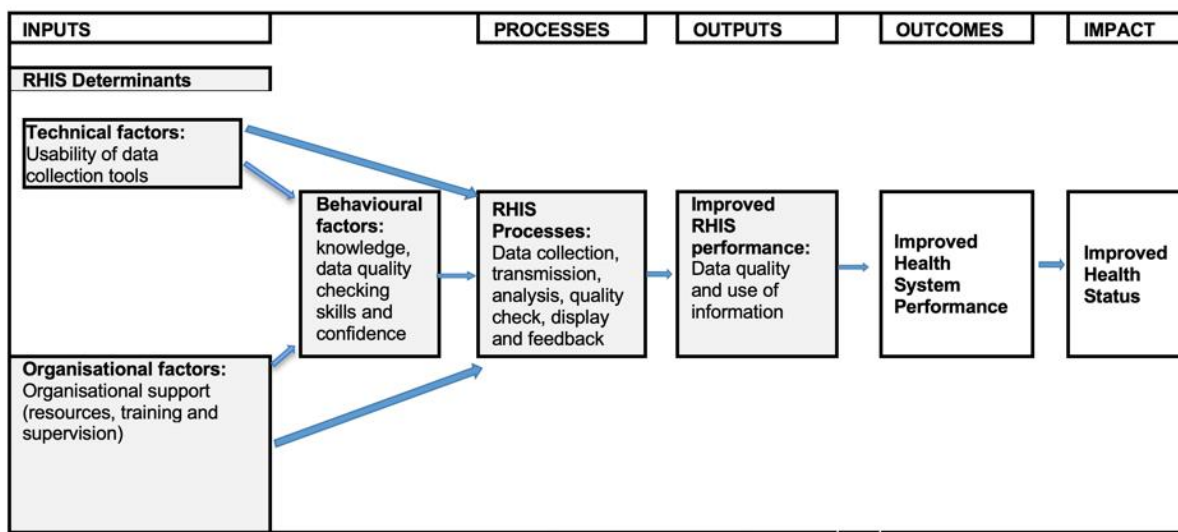 INPUTS
PROCESSES
OUTPUTS
OUTCOMES
IMPACT
RHIS Determinants
Technical factors:
Usability of data
collection tools
Behavioural
factors:
knowledge,
data quality
checking
skills and
confidence
RHIS
Processes:
Data collection,
transmission,
analysis, quality
check, display
and feedback
Improved
RHIS
performance:
Data quality
and use of
information
Improved
Health
System
Performance
Improved
Health
Status
Organisational factors:
Organisational support
(resources, training and
supervision)